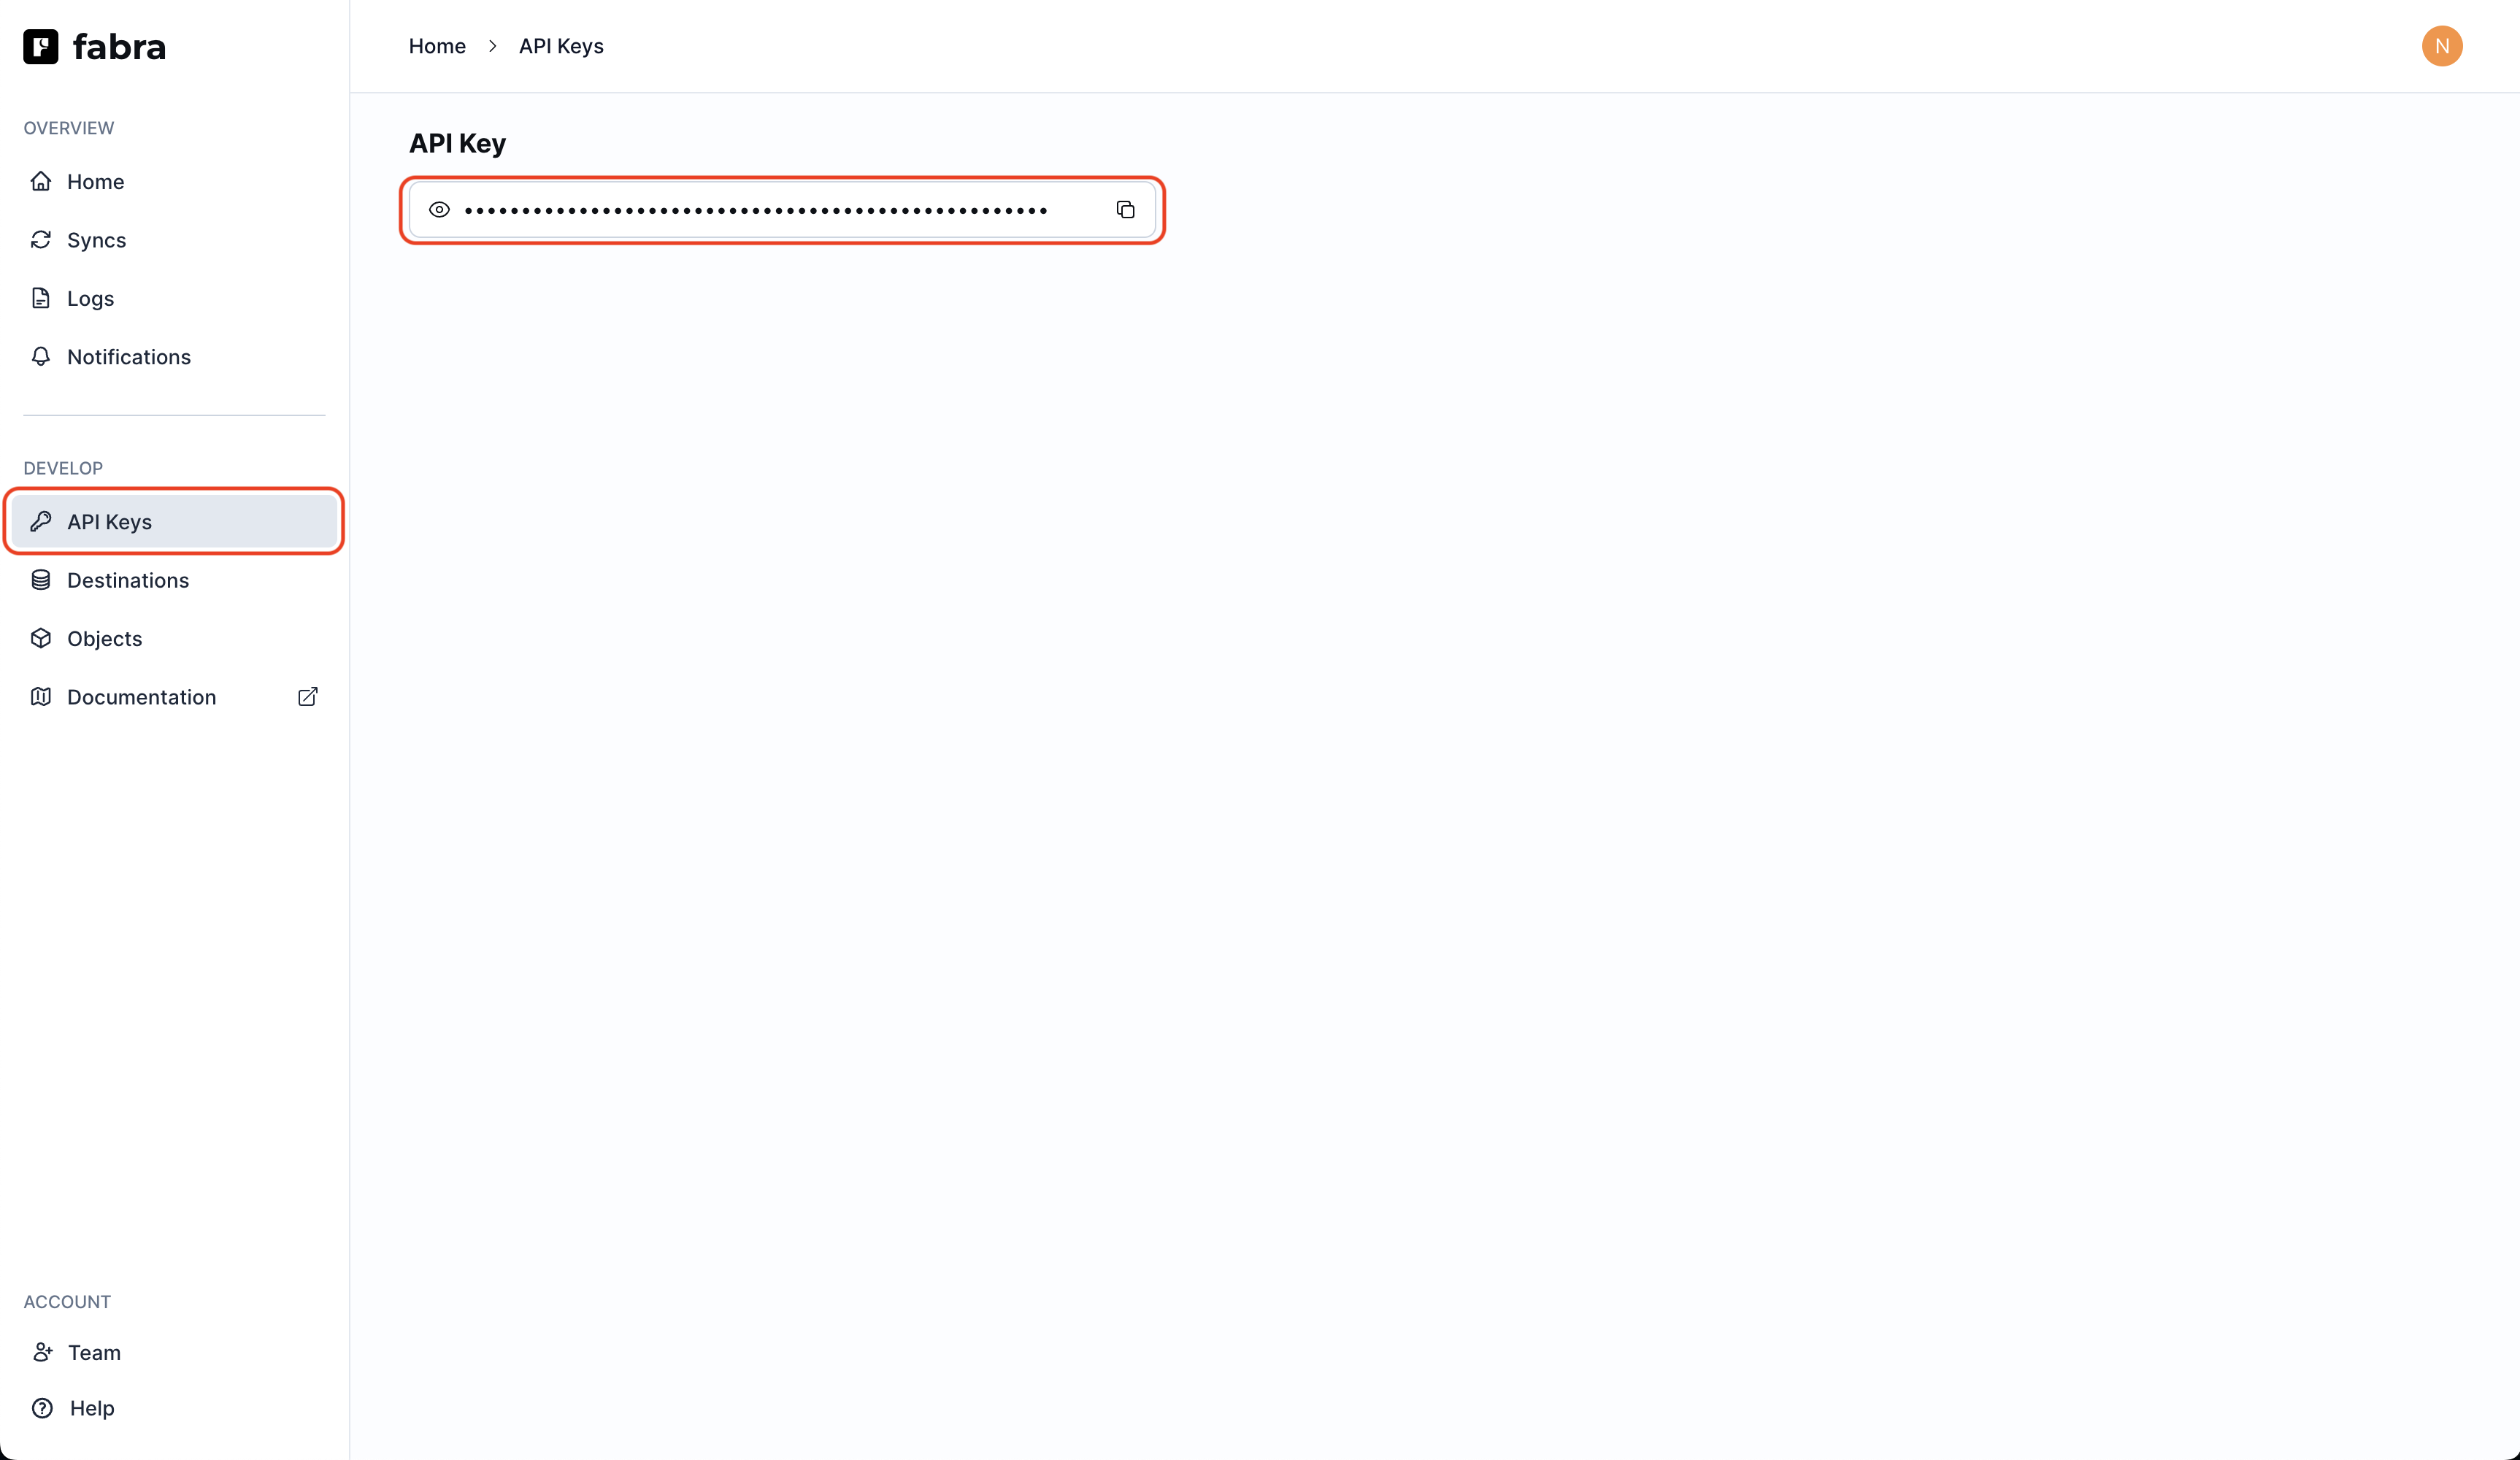 fabra
OVERVIEW
Home
Syncs
Logs
Notifications
DEVELOP
API Keys
Destinations
Objects
Documentation
ACCOUNT
Team
Help
Home > API Keys
N
API Key
•••••••••••••••••••••••••••••••••••••••••••••••••••